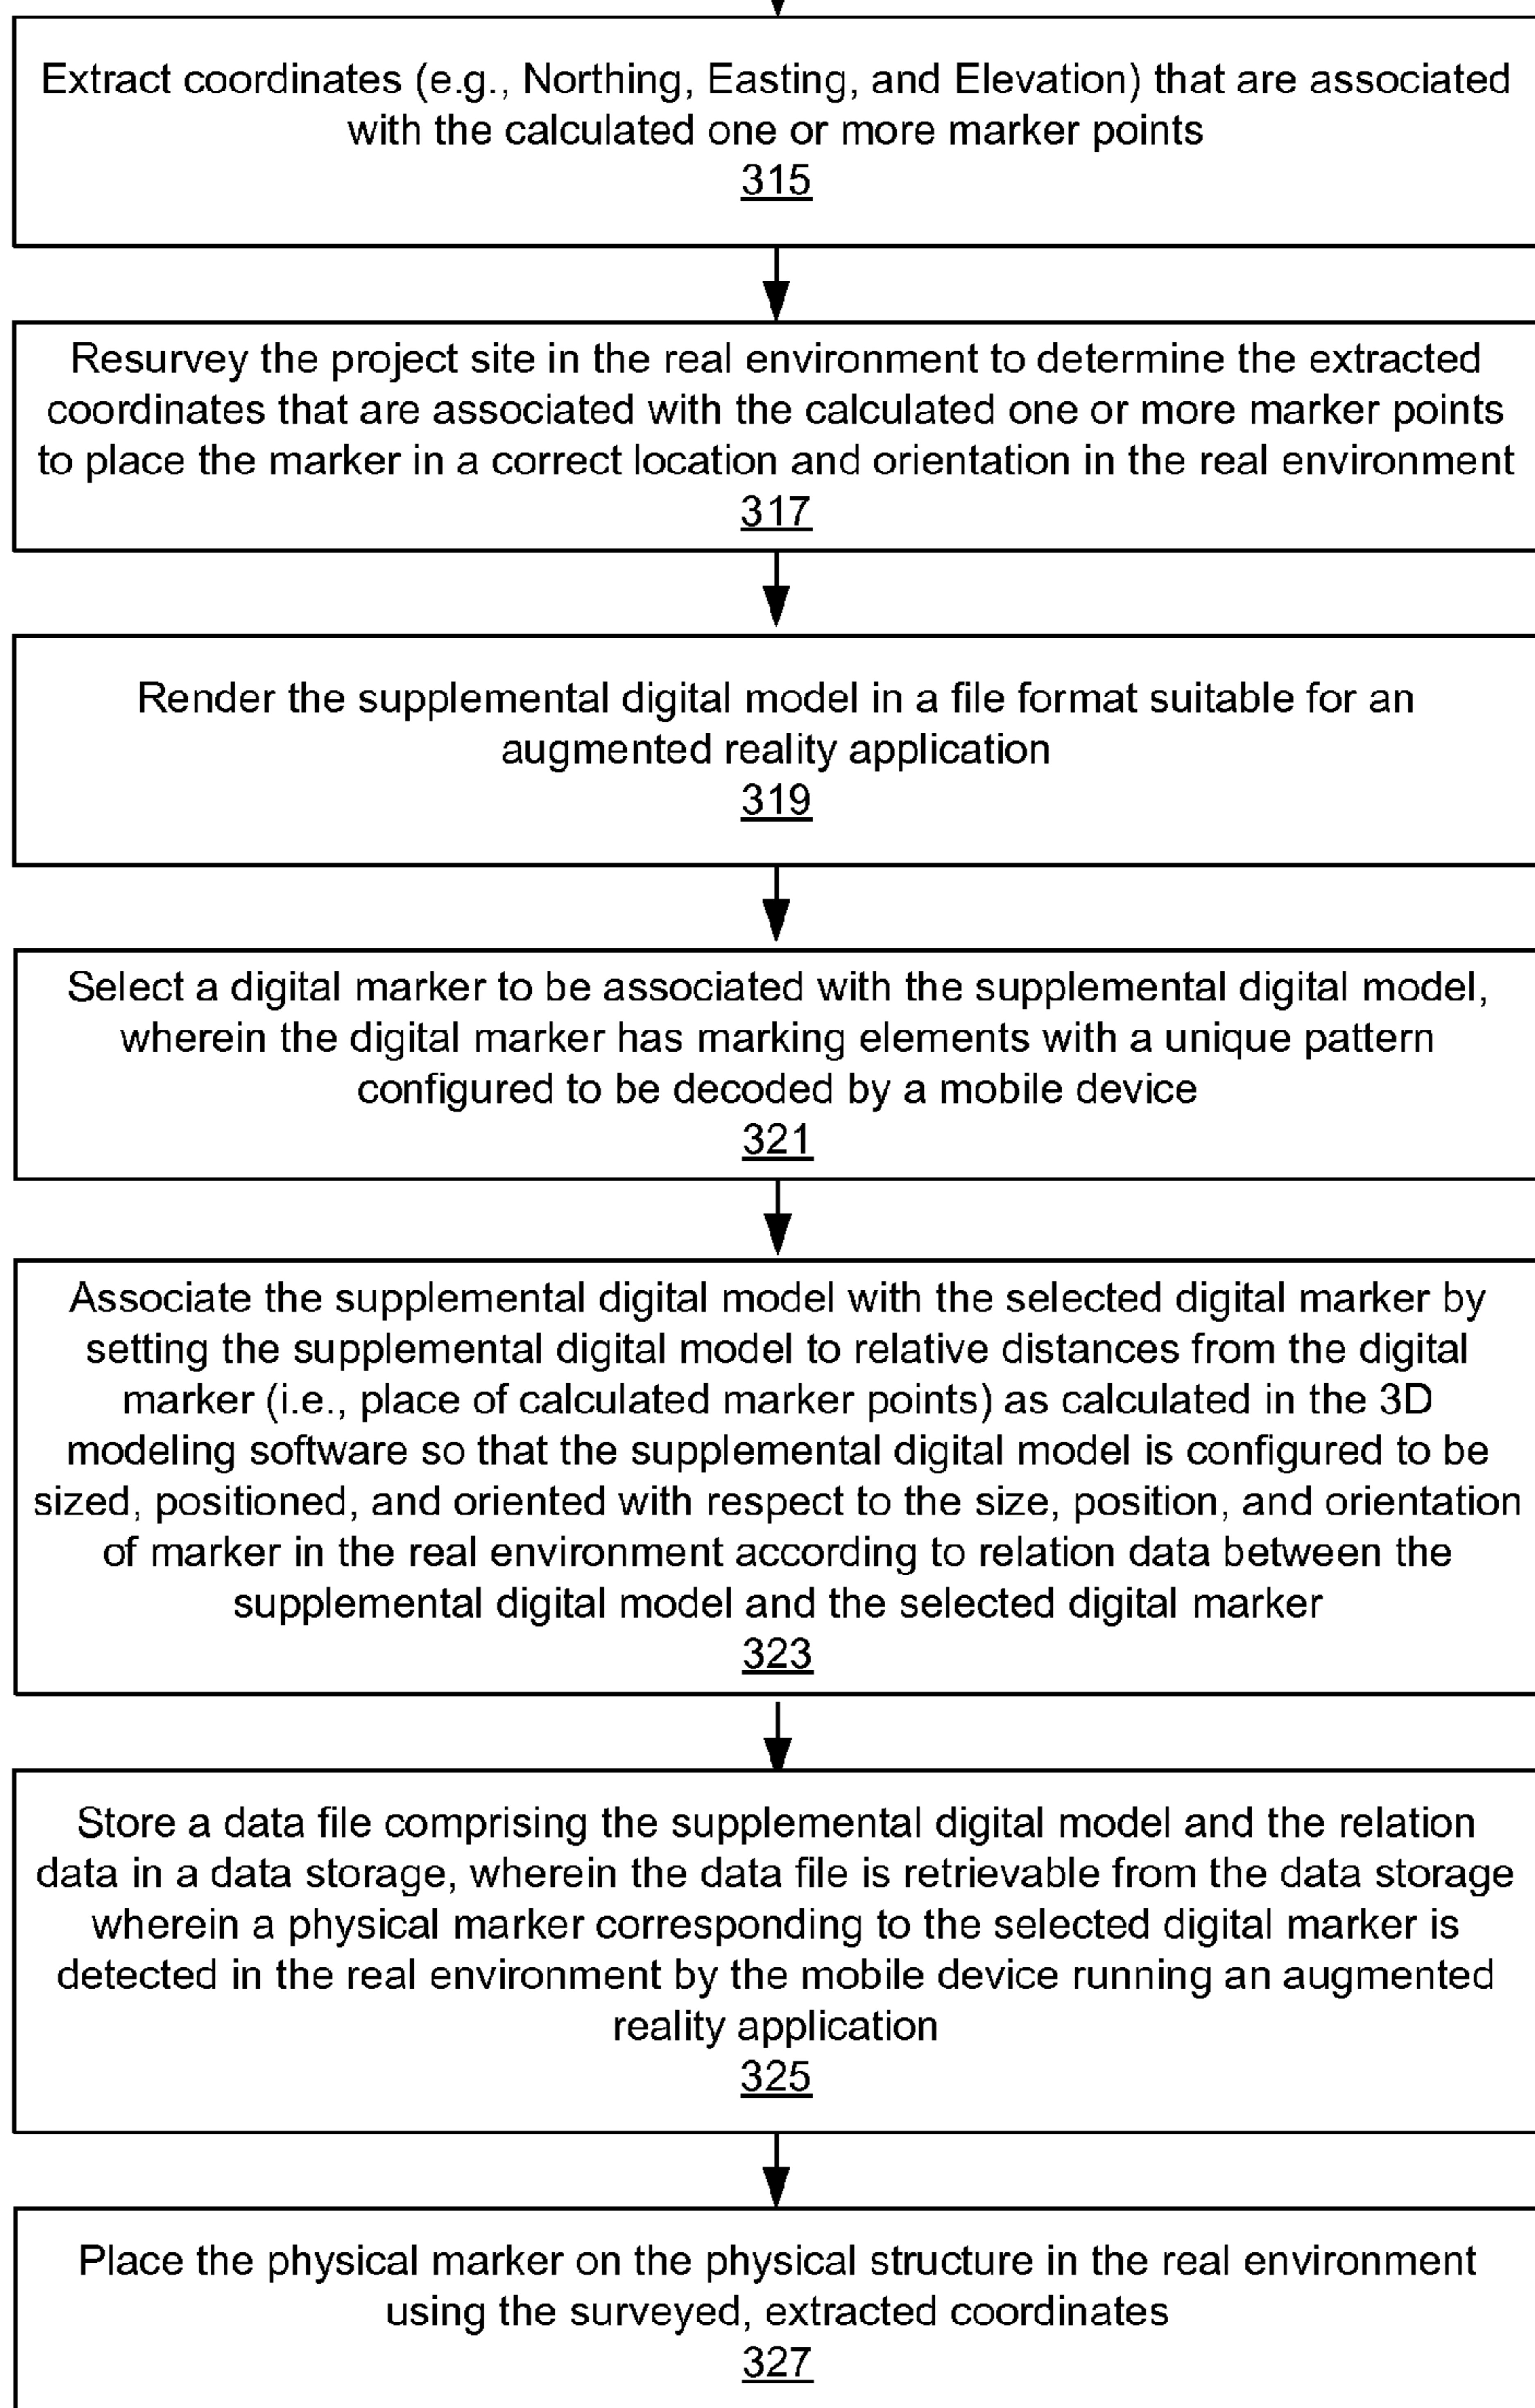 Extract coordinates (e.g., Northing, Easting, and Elevation) that are associated
with the calculated one or more marker points
315
Resurvey the project site in the real environment to determine the extracted
coordinates that are associated with the calculated one or more marker points
to place the marker in a correct location and orientation in the real environment
317
Render the supplemental digital model in a file format suitable for an
augmented reality application
319
Select a digital marker to be associated with the supplemental digital model,
wherein the digital marker has marking elements with a unique pattern
configured to be decoded by a mobile device
321
Associate the supplemental digital model with the selected digital marker by
setting the supplemental digital model to relative distances from the digital
marker (i.e., place of calculated marker points) as calculated in the 3D
modeling software so that the supplemental digital model is configured to be
sized, positioned, and oriented with respect to the size, position, and orientation
of marker in the real environment according to relation data between the
supplemental digital model and the selected digital marker
323
Store a data file comprising the supplemental digital model and the relation
data in a data storage, wherein the data file is retrievable from the data storage
wherein a physical marker corresponding to the selected digital marker is
detected in the real environment by the mobile device running an augmented
reality application
325
Place the physical marker on the physical structure in the real environment
using the surveyed, extracted coordinates
327